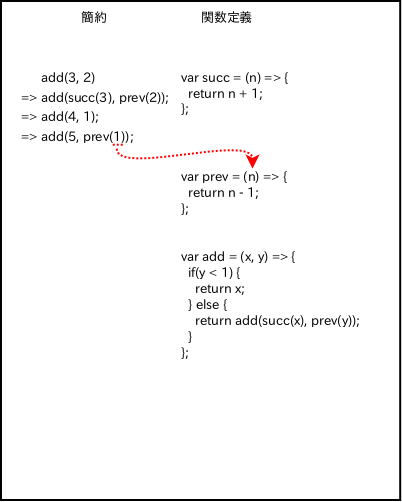 簡約
関数定義
add(3, 2)
=> add(succ(3), prev(2));
=> add(4, 1);
=> add(5, prev(1));
var succ = (n) => {
return n + 1;
};
var prev = (n) => {
return n - 1;
};
var add = (x, y) => {
if(y < 1) {
return x;
} else {
return add(succ(x), prev(y));
}
};